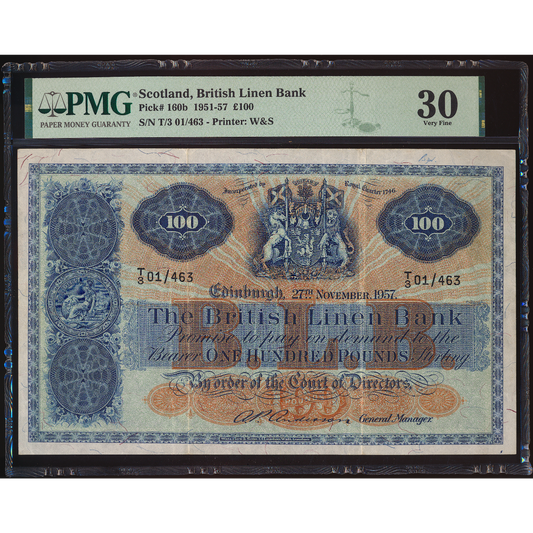 PMG
PAPER MONEY GUARANTY
Scotland, British Linen Bank
Pick# 160b 1951-57 £100
S/N T/3 01/463 - Printer: W&S
30
Very Fine
Incorporated by Royal Charter 1746.
100 100
T/3 01/463 T/3 01/463
Edinburgh, 27TH NOVEMBER, 1957.
The British Linen Bank
Promise to pay on demand to the
Bearer ONE HUNDRED POUNDS Sterling
By order of the Court of Directors
A.P. Anderson General Manager.